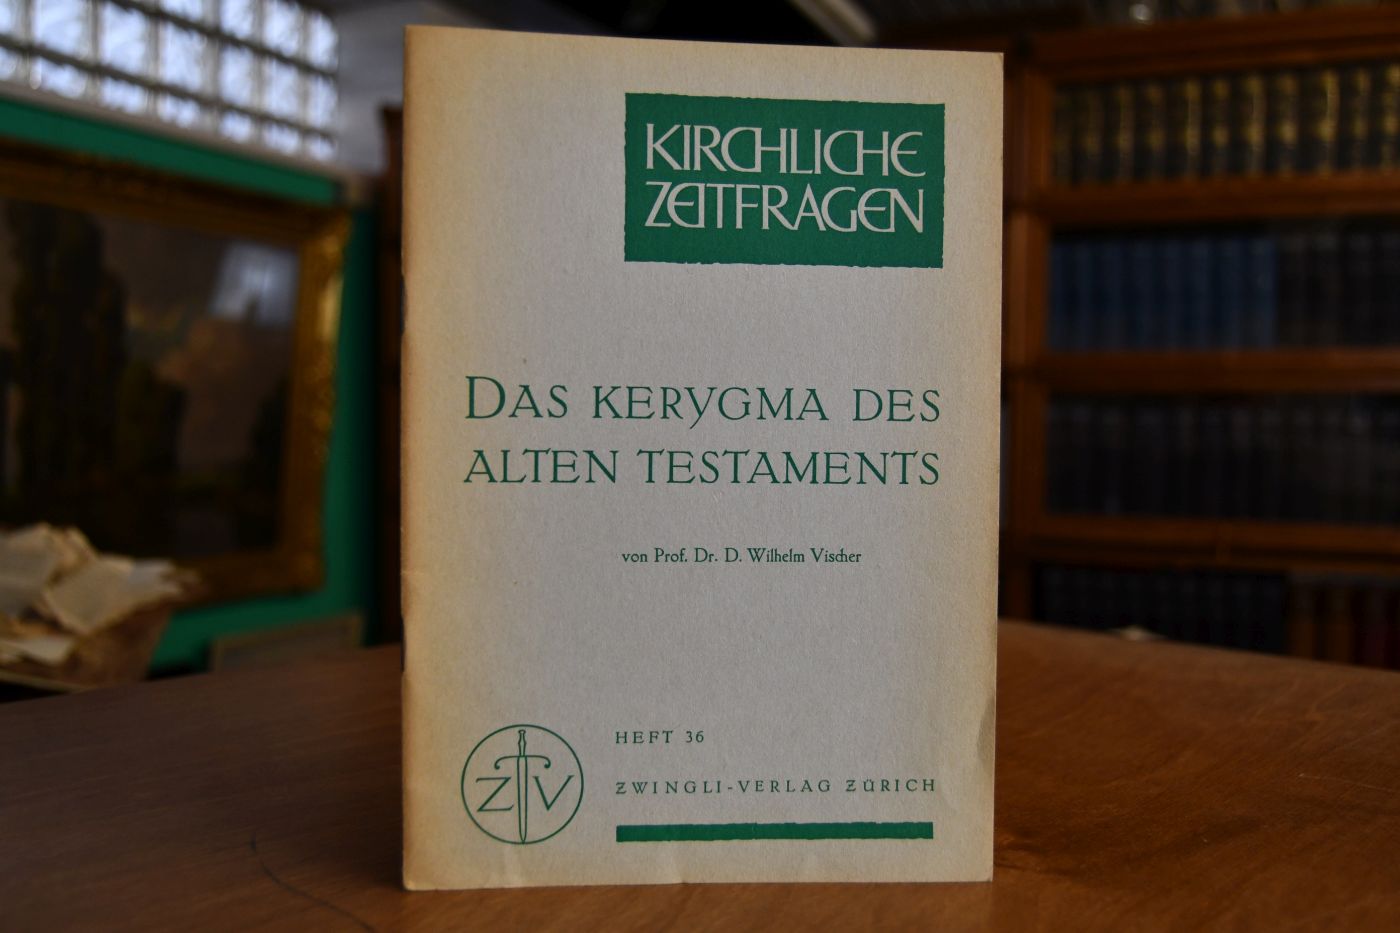 KIRCHLICHE
ZEITFRAGEN
DAS KERYGMA DES
ALTEN TESTAMENTS
von Prof. Dr. D. Wilhelm Vischer
HEFT 36
ZV
ZWINGLI-VERLAG ZÜRICH